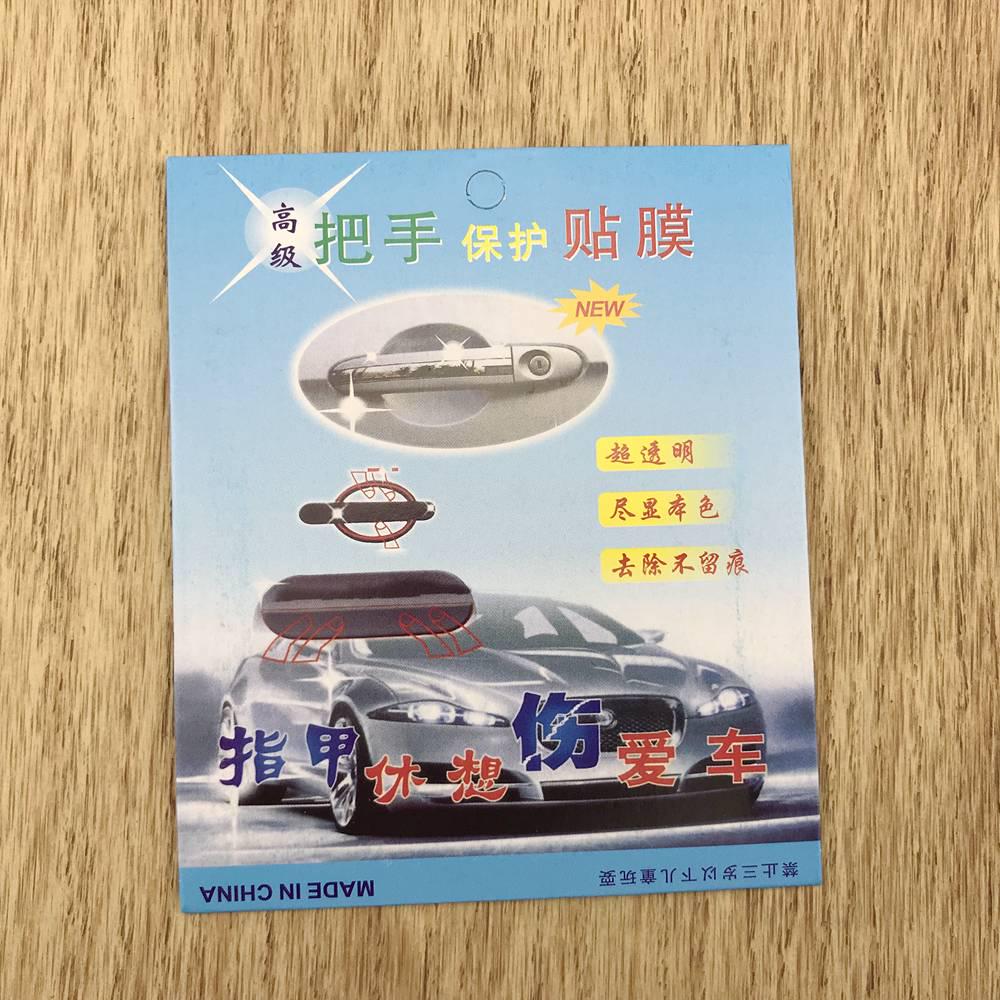 高级
把手 保护 贴膜
NEW
超透明
尽显本色
去除不留痕
指甲休想伤爱车
禁止三岁以下儿童玩耍
MADE IN CHINA